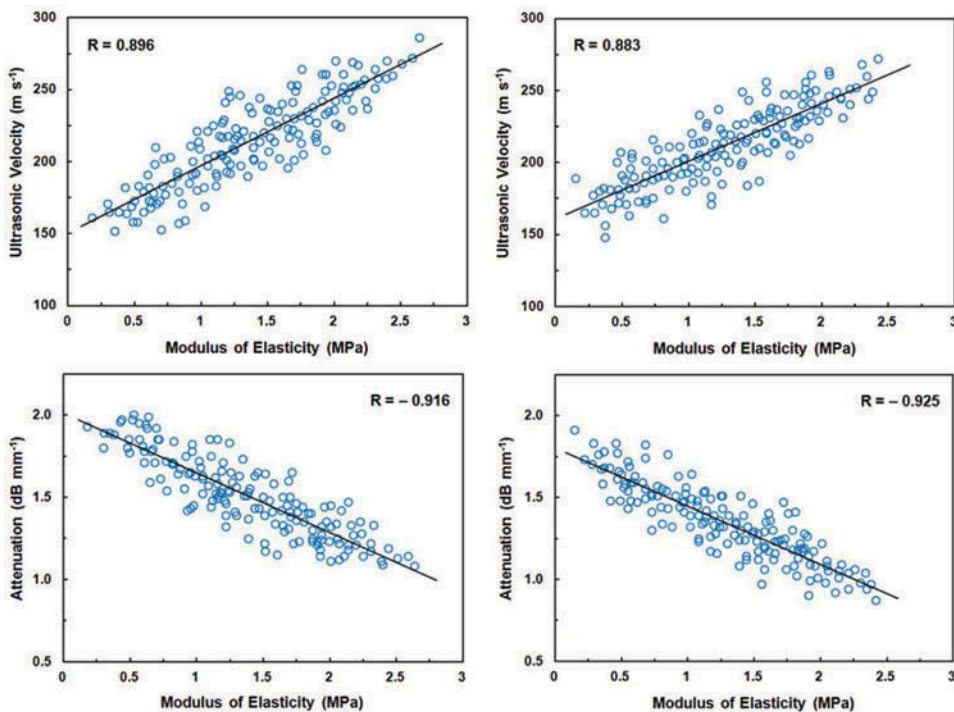 300
250
200
150
100
Ultrasonic Velocity (m s⁻¹)
R = 0.896
0 0.5 1 1.5 2 2.5 3
Modulus of Elasticity (MPa)
300
250
200
150
100
Ultrasonic Velocity (m s⁻¹)
R = 0.883
0 0.5 1 1.5 2 2.5 3
Modulus of Elasticity (MPa)
2.0
1.5
1.0
0.5
Attenuation (dB mm⁻¹)
R = – 0.916
0 0.5 1 1.5 2 2.5 3
Modulus of Elasticity (MPa)
2.0
1.5
1.0
0.5
Attenuation (dB mm⁻¹)
R = – 0.925
0 0.5 1 1.5 2 2.5 3
Modulus of Elasticity (MPa)